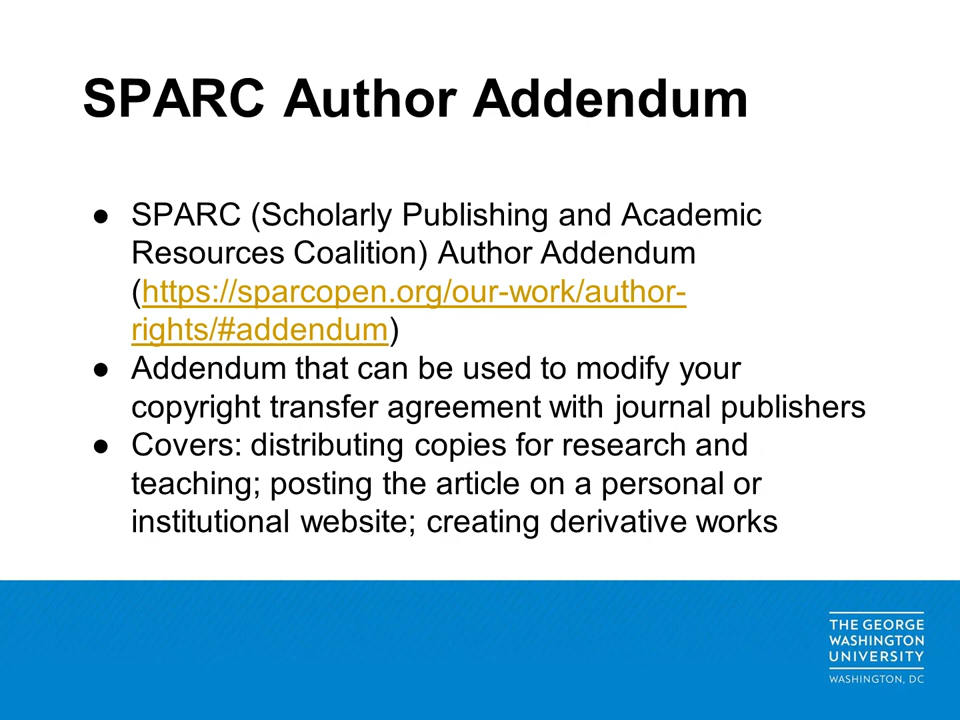 SPARC Author Addendum
● SPARC (Scholarly Publishing and Academic
Resources Coalition) Author Addendum
(https://sparcopen.org/our-work/author-
rights/#addendum)
● Addendum that can be used to modify your
copyright transfer agreement with journal publishers
● Covers: distributing copies for research and
teaching; posting the article on a personal or
institutional website; creating derivative works
THE GEORGE
WASHINGTON
UNIVERSITY
WASHINGTON, DC